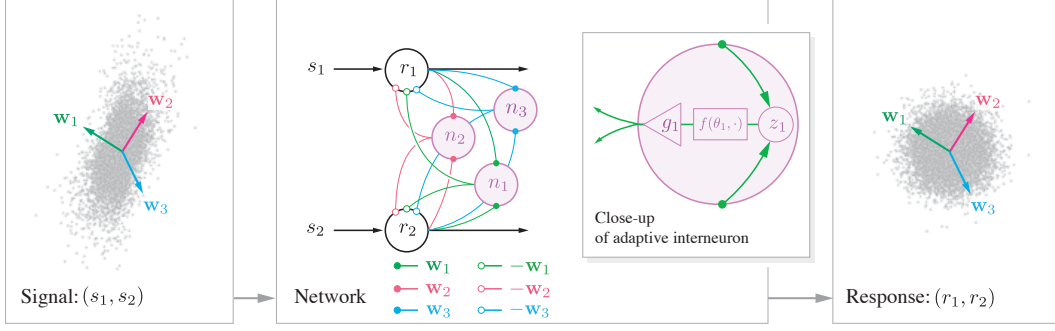 w₁
w₂
w₃
Signal: (s₁, s₂)
s₁
r₁
n₃
n₂
n₁
s₂
r₂
w₁ −w₁
w₂ −w₂
w₃ −w₃
Network
g₁ f(θ₁, ·) z₁
Close-up
of adaptive interneuron
w₁
w₂
w₃
Response: (r₁, r₂)